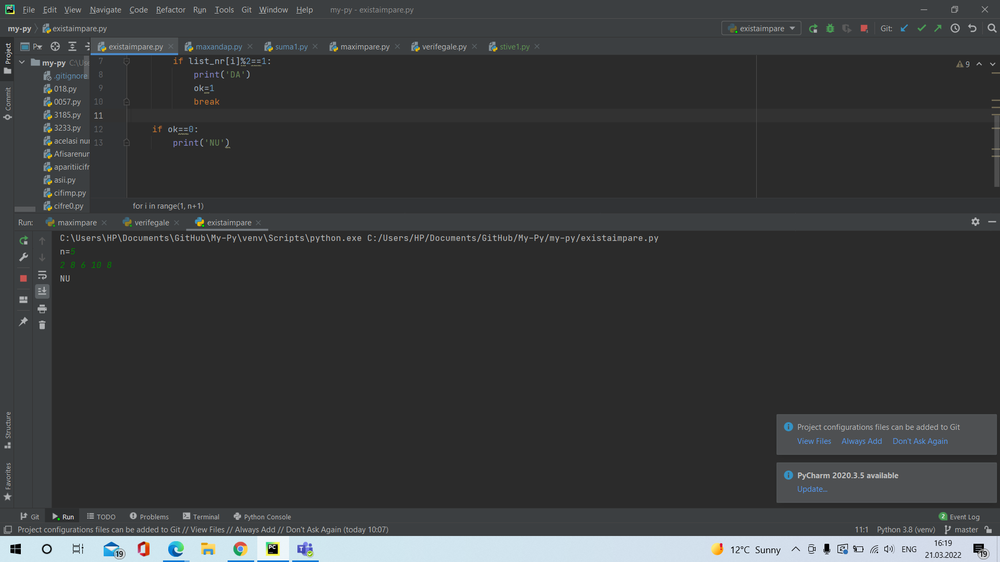 File Edit View Navigate Code Refactor Run Tools Git Window Help my-py - existaimpare.py
my-py existaimpare.py existaimpare Git:
P... existaimpare.py maxandap.py suma1.py maximpare.py verifegale.py stive1.py
Project
Commit
Structure
Favorites
my-py C:\Use
.gitignore
018.py
0057.py
3185.py
3233.py
acelasi nu
Afisarenu
aparitiicifr
asii.py
cifimp.py
cifre0.py
7 if list_nr[i]%2==1:
8 print('DA')
9 ok=1
10 break
11
12 if ok==0:
13 print('NU')
9
for i in range(1, n+1)
Run: maximpare verifegale existaimpare
C:\Users\HP\Documents\GitHub\My-Py\venv\Scripts\python.exe C:/Users/HP/Documents/GitHub/My-Py/my-py/existaimpare.py
n=5
2 8 6 10 8
NU
Project configurations files can be added to Git
View Files Always Add Don't Ask Again
PyCharm 2020.3.5 available
Update...
Git Run TODO Problems Terminal Python Console 2 Event Log
Project configurations files can be added to Git // View Files // Always Add // Don't Ask Again (today 10:07) 11:1 Python 3.8 (venv) master
19 PC 12°C Sunny ENG 16:19
21.03.2022 19